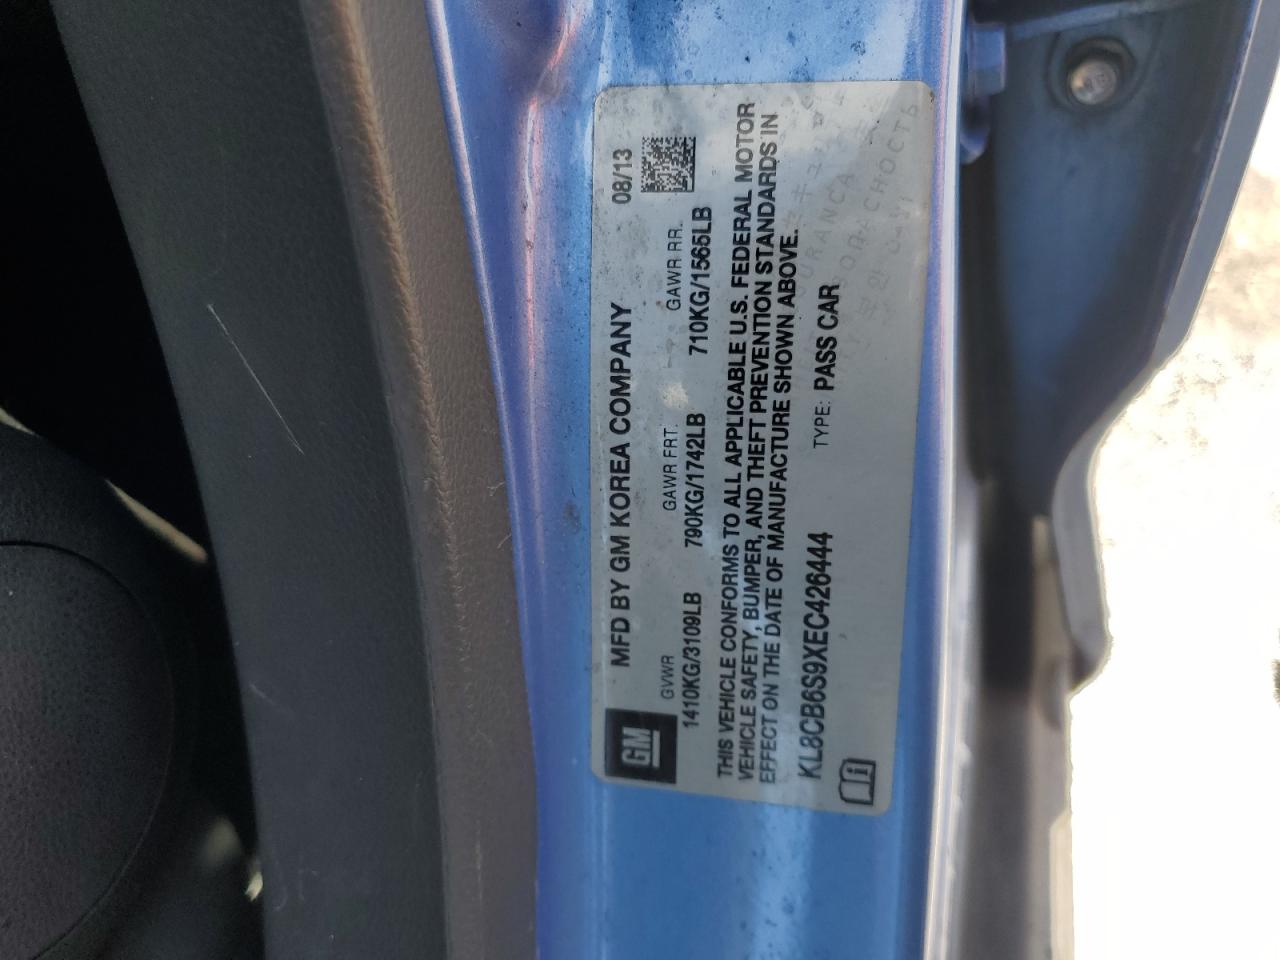 GM
MFD BY GM KOREA COMPANY 08/13
GVWR GAWR FRT. GAWR RR.
1410KG/3109LB 790KG/1742LB 710KG/1565LB
THIS VEHICLE CONFORMS TO ALL APPLICABLE U.S. FEDERAL MOTOR
VEHICLE SAFETY, BUMPER, AND THEFT PREVENTION STANDARDS IN
EFFECT ON THE DATE OF MANUFACTURE SHOWN ABOVE.
KL8CB6S9XEC426444 TYPE: PASS CAR